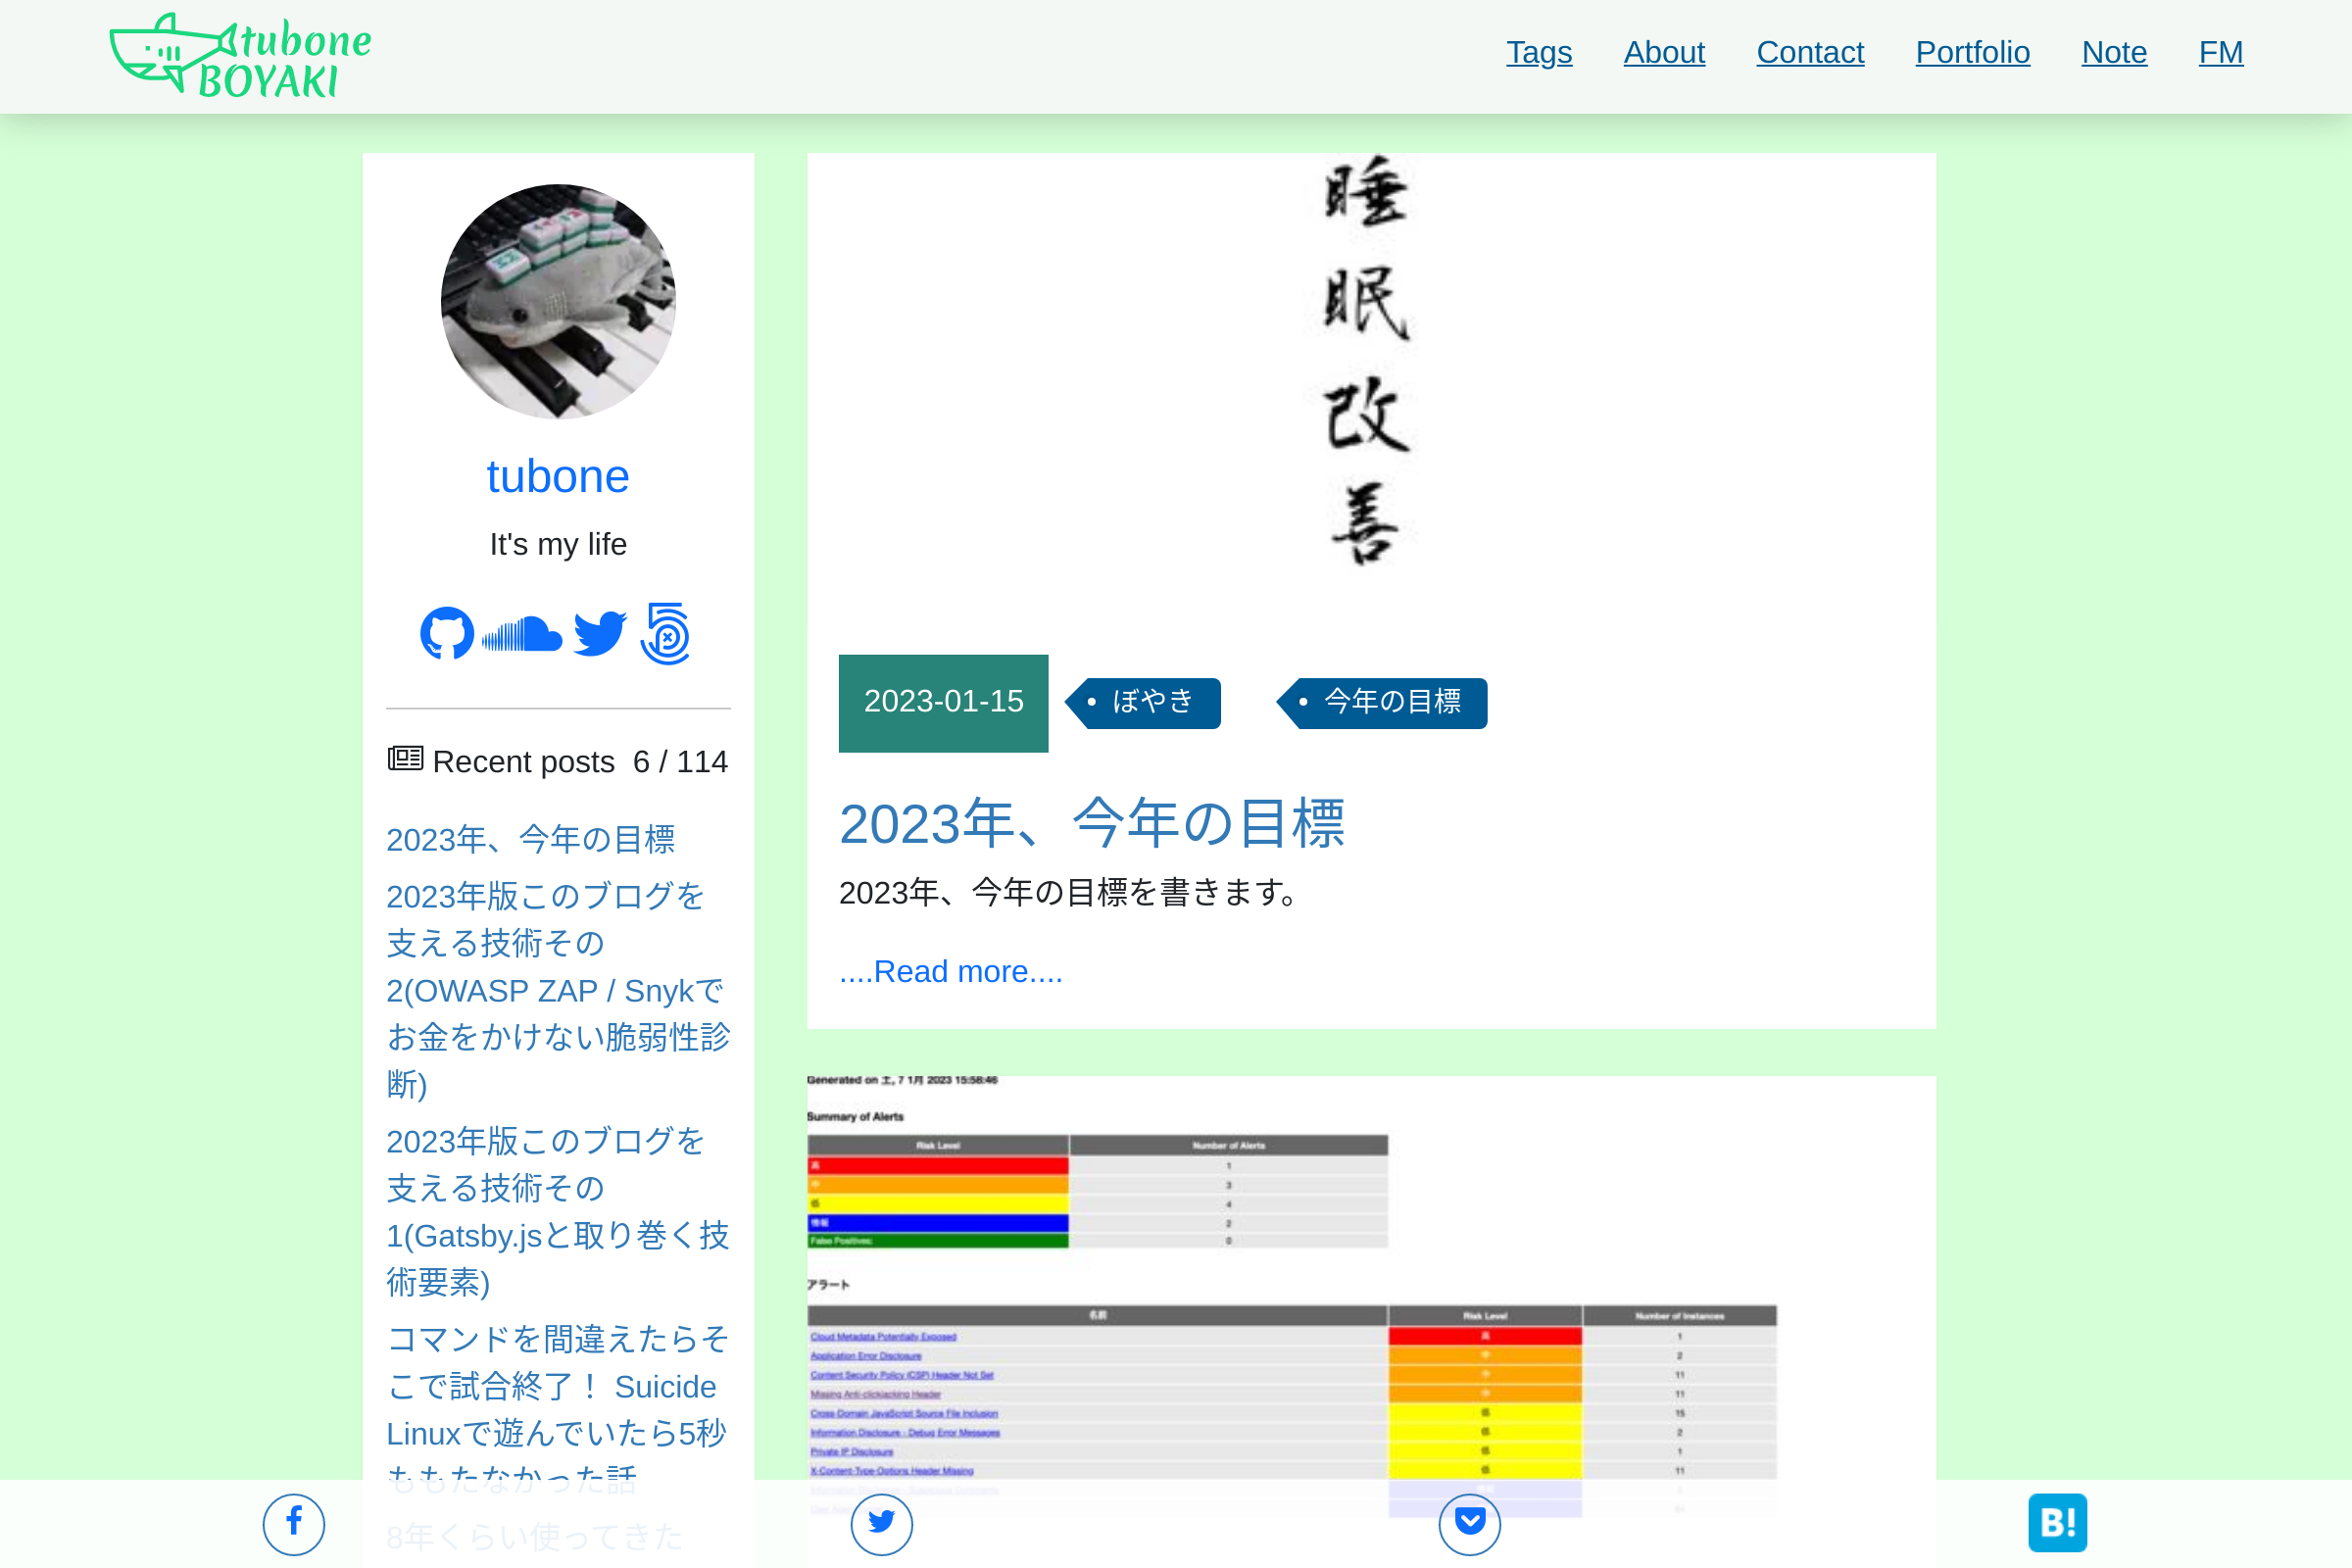 tubone
BOYAKI
Tags About Contact Portfolio Note FM
tubone
It's my life
Recent posts 6 / 114
2023年、今年の目標
2023年版このブログを
支える技術その
2(OWASP ZAP / Snykで
お金をかけない脆弱性診
断)
2023年版このブログを
支える技術その
1(Gatsby.jsと取り巻く技
術要素)
コマンドを間違えたらそ
こで試合終了！ Suicide
Linuxで遊んでいたら5秒
ももたなかった話
8年くらい使ってきた
睡
眠
改
善
2023-01-15 ぼやき 今年の目標
2023年、今年の目標
2023年、今年の目標を書きます。
....Read more....
Generated on 土, 7 1月 2023 15:58:46
Summary of Alerts
Risk Level Number of Alerts
高 1
中 3
低 4
情報 2
False Positives: 0
アラート
名前 Risk Level Number of Instances
Cloud Metadata Potentially Exposed 高 1
Application Error Disclosure 中 2
Content Security Policy (CSP) Header Not Set 中 11
Missing Anti-clickjacking Header 中 11
Cross-Domain JavaScript Source File Inclusion 低 15
Information Disclosure - Debug Error Messages 低 2
Private IP Disclosure 低 1
X-Content-Type-Options Header Missing 低 11
Information Disclosure - Suspicious Comments 情報
B!